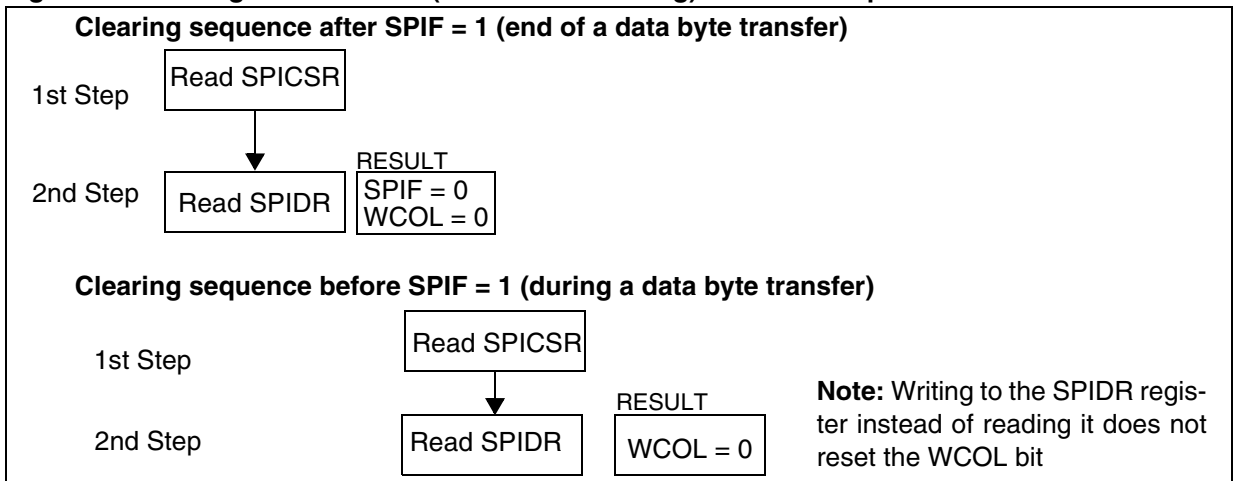 Clearing sequence after SPIF = 1 (end of a data byte transfer)
1st Step
Read SPICSR
2nd Step
Read SPIDR
RESULT
SPIF = 0
WCOL = 0
Clearing sequence before SPIF = 1 (during a data byte transfer)
1st Step
Read SPICSR
2nd Step
Read SPIDR
RESULT
WCOL = 0
Note: Writing to the SPIDR regis-
ter instead of reading it does not
reset the WCOL bit